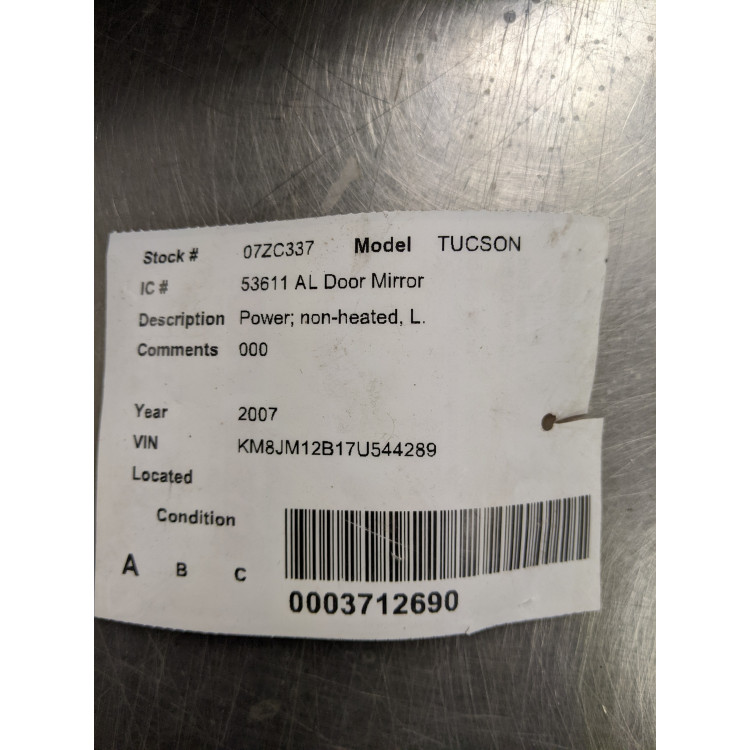 Stock # 07ZC337 Model TUCSON
IC # 53611 AL Door Mirror
Description Power; non-heated, L.
Comments 000
Year 2007
VIN KM8JM12B17U544289
Located
Condition
A B C
0003712690